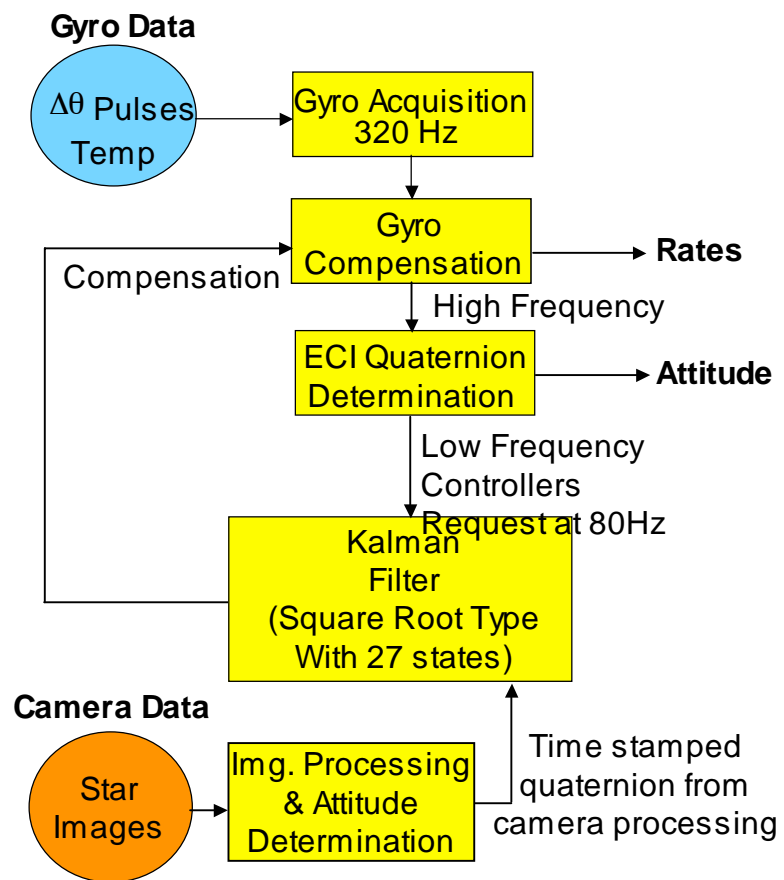 Gyro Data
Δθ Pulses
Temp
Gyro Acquisition
320 Hz
Gyro
Compensation
Rates
Compensation
High Frequency
ECI Quaternion
Determination
Attitude
Low Frequency
Controllers
Request at 80Hz
Kalman
Filter
(Square Root Type
With 27 states)
Camera Data
Star
Images
Img. Processing
& Attitude
Determination
Time stamped
quaternion from
camera processing